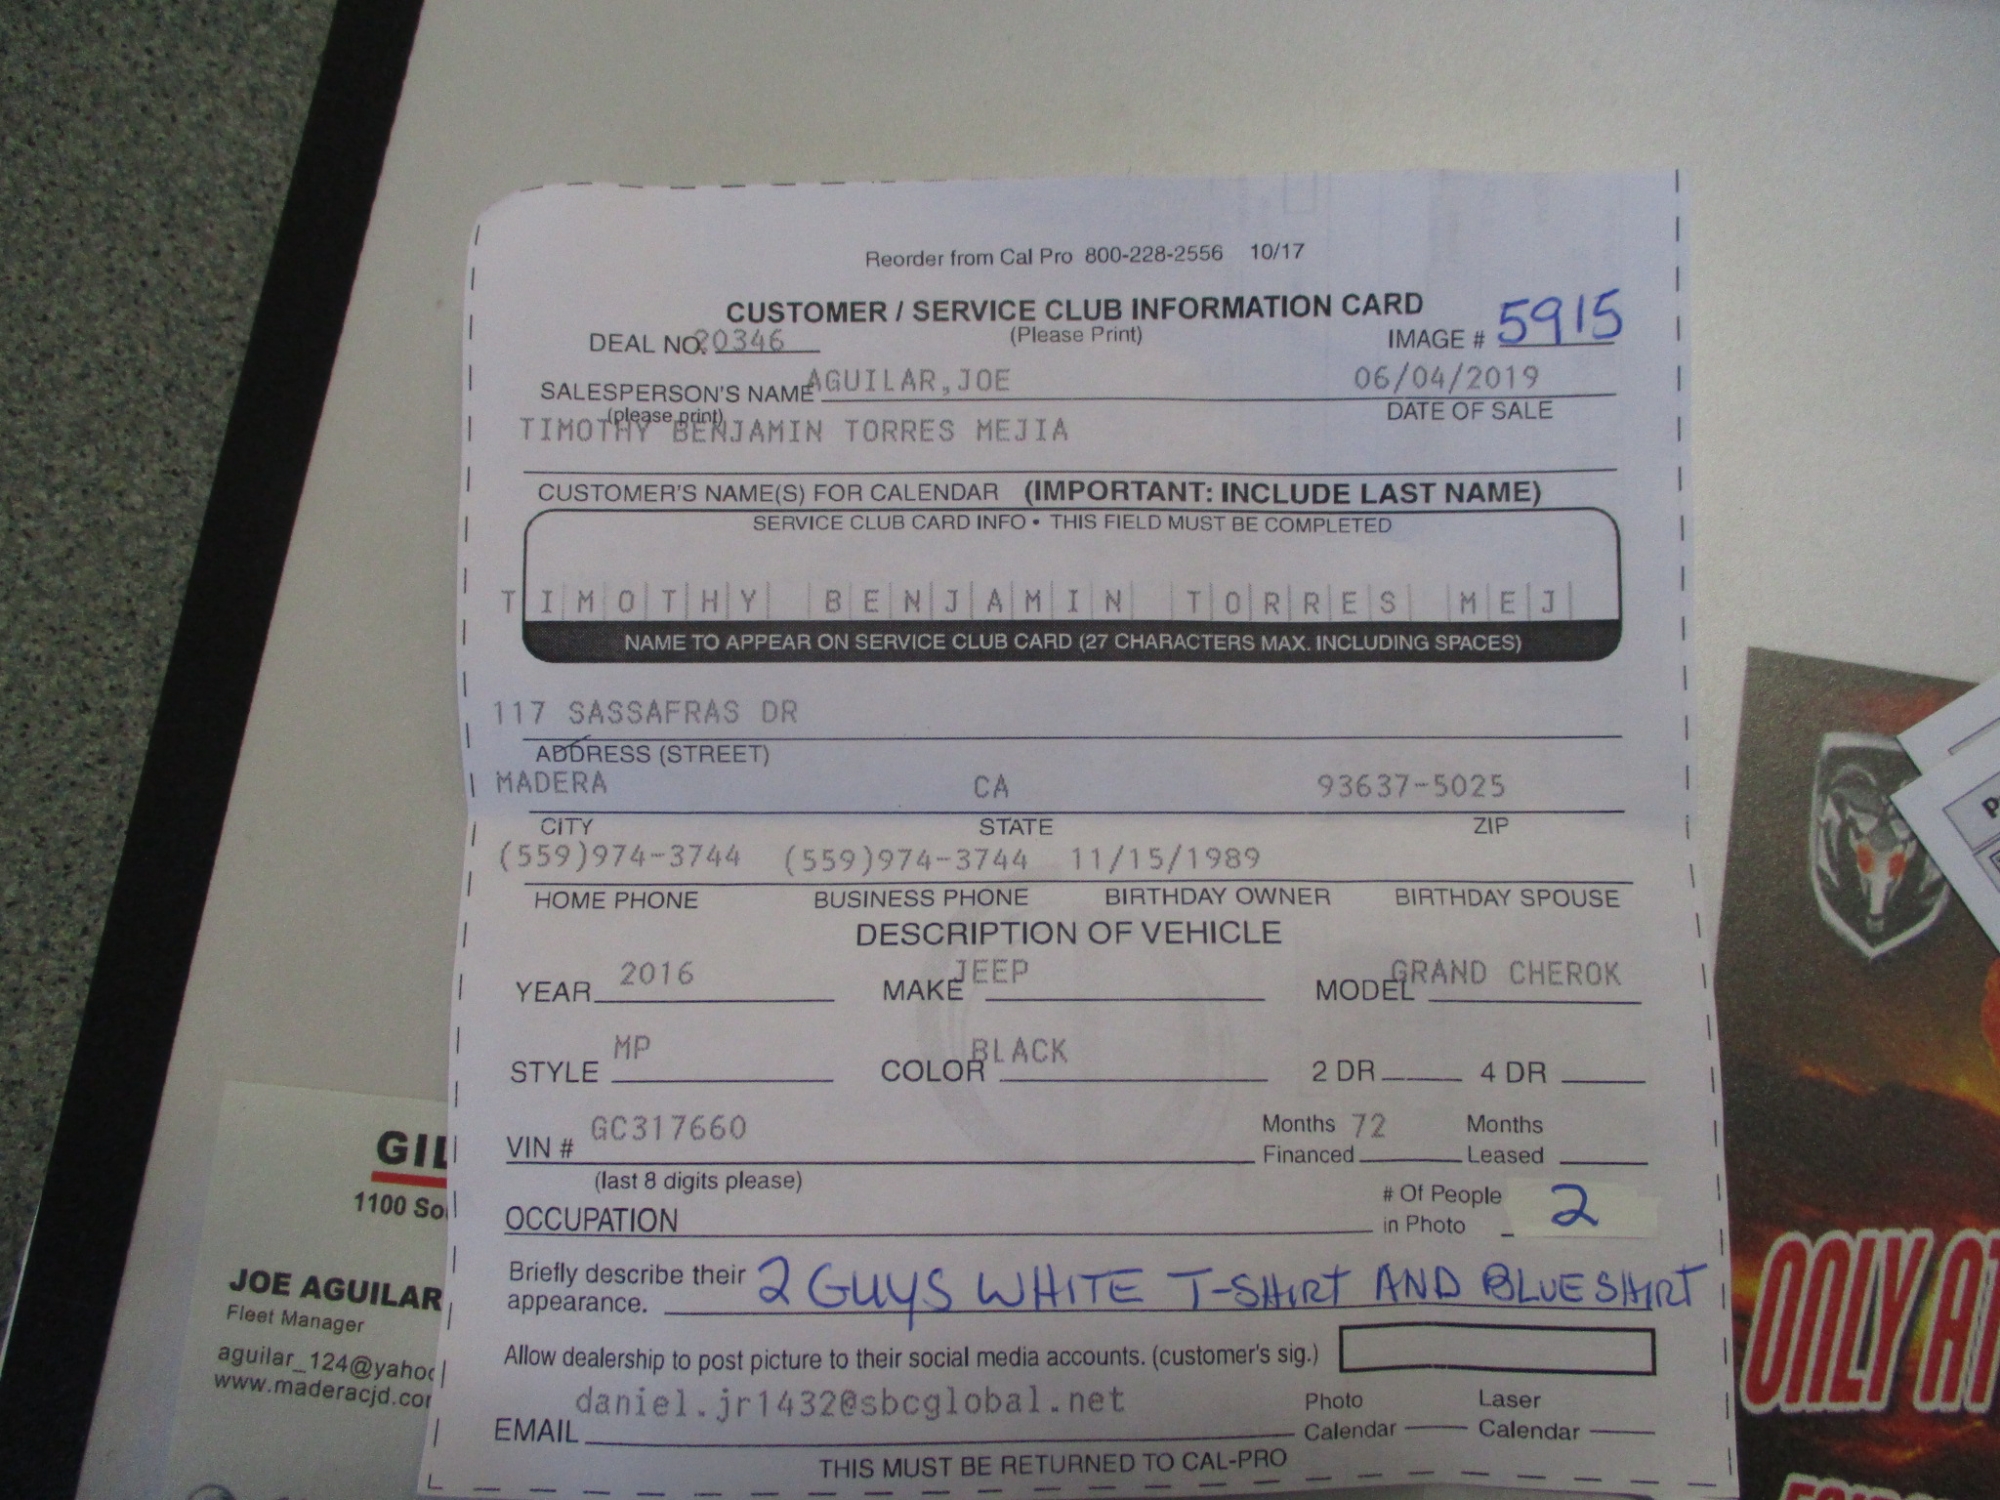 Reorder from Cal Pro 800-228-2556 10/17
CUSTOMER / SERVICE CLUB INFORMATION CARD
(Please Print)
DEAL NO. 20346
IMAGE # 5915
SALESPERSON'S NAME AGUILAR,JOE 06/04/2019
(please print) DATE OF SALE
TIMOTHY BENJAMIN TORRES MEJIA
CUSTOMER'S NAME(S) FOR CALENDAR (IMPORTANT: INCLUDE LAST NAME)
SERVICE CLUB CARD INFO • THIS FIELD MUST BE COMPLETED
TIMOTHY BENJAMIN TORRES MEJ
NAME TO APPEAR ON SERVICE CLUB CARD (27 CHARACTERS MAX. INCLUDING SPACES)
117 SASSAFRAS DR
ADDRESS (STREET)
MADERA CA 93637-5025
CITY STATE ZIP
(559)974-3744 (559)974-3744 11/15/1989
HOME PHONE BUSINESS PHONE BIRTHDAY OWNER BIRTHDAY SPOUSE
DESCRIPTION OF VEHICLE
YEAR 2016 MAKE JEEP MODEL GRAND CHEROK
STYLE MP COLOR BLACK 2 DR 4 DR
VIN # GC317660 Months Financed 72 Months Leased
(last 8 digits please)
OCCUPATION # Of People in Photo 2
Briefly describe their appearance. 2 GUYS WHITE T-SHIRT AND BLUE SHIRT
Allow dealership to post picture to their social media accounts. (customer's sig.)
EMAIL daniel.jr1432@sbcglobal.net Photo Calendar Laser Calendar
THIS MUST BE RETURNED TO CAL-PRO
GIL
1100 So
JOE AGUILAR
Fleet Manager
aguilar_124@yahoo
www.maderacjd.co
ONLY AT